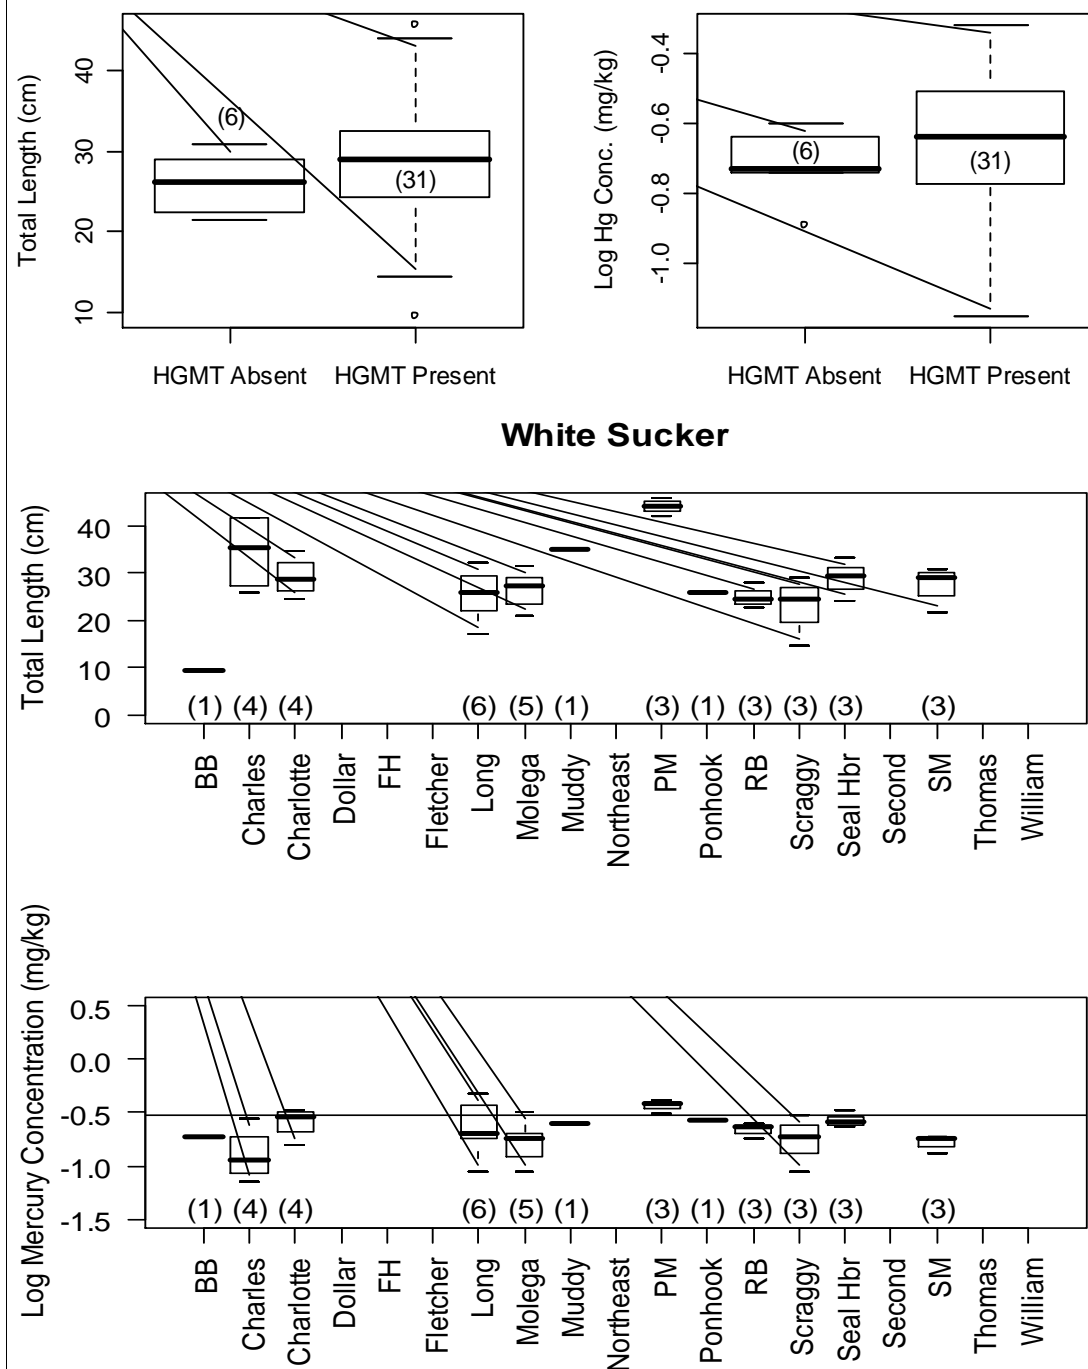 Total Length (cm)
40
30
20
10
(6)
(31)
HGMT Absent
HGMT Present
Log Hg Conc. (mg/kg)
-0.4
-0.6
-0.8
-1.0
(6)
(31)
HGMT Absent
HGMT Present
White Sucker
Total Length (cm)
40
30
20
10
0
(1) (4) (4) (6) (5) (1) (3) (1) (3) (3) (3) (3)
BB
Charles
Charlotte
Dollar
FH
Fletcher
Long
Molega
Muddy
Northeast
PM
Ponhook
RB
Scraggy
Seal Hbr
Second
SM
Thomas
William
Log Mercury Concentration (mg/kg)
0.5
0.0
-0.5
-1.0
-1.5
(1) (4) (4) (6) (5) (1) (3) (1) (3) (3) (3) (3)
BB
Charles
Charlotte
Dollar
FH
Fletcher
Long
Molega
Muddy
Northeast
PM
Ponhook
RB
Scraggy
Seal Hbr
Second
SM
Thomas
William